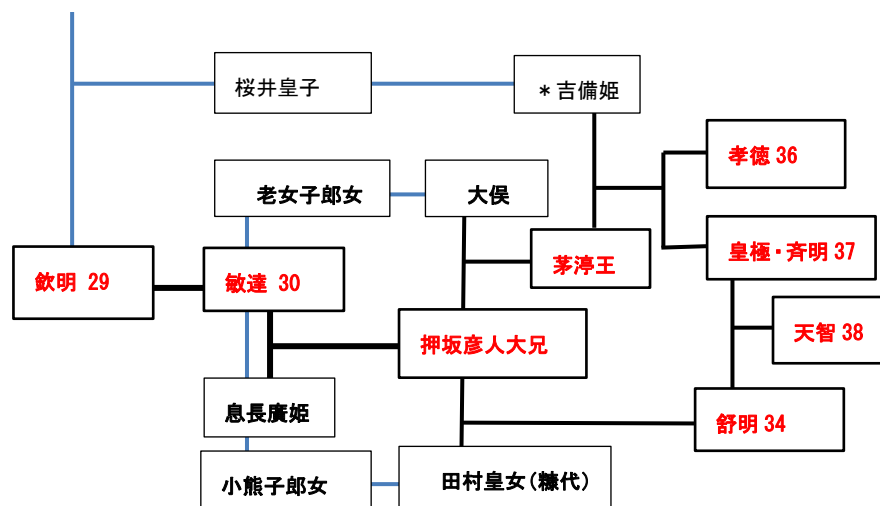 桜井皇子
＊吉備姫
孝徳 36
老女子郎女
大俣
欽明 29
敏達 30
茅渟王
皇極・斉明 37
押坂彦人大兄
天智 38
息長廣姫
舒明 34
小熊子郎女
田村皇女（糠代）